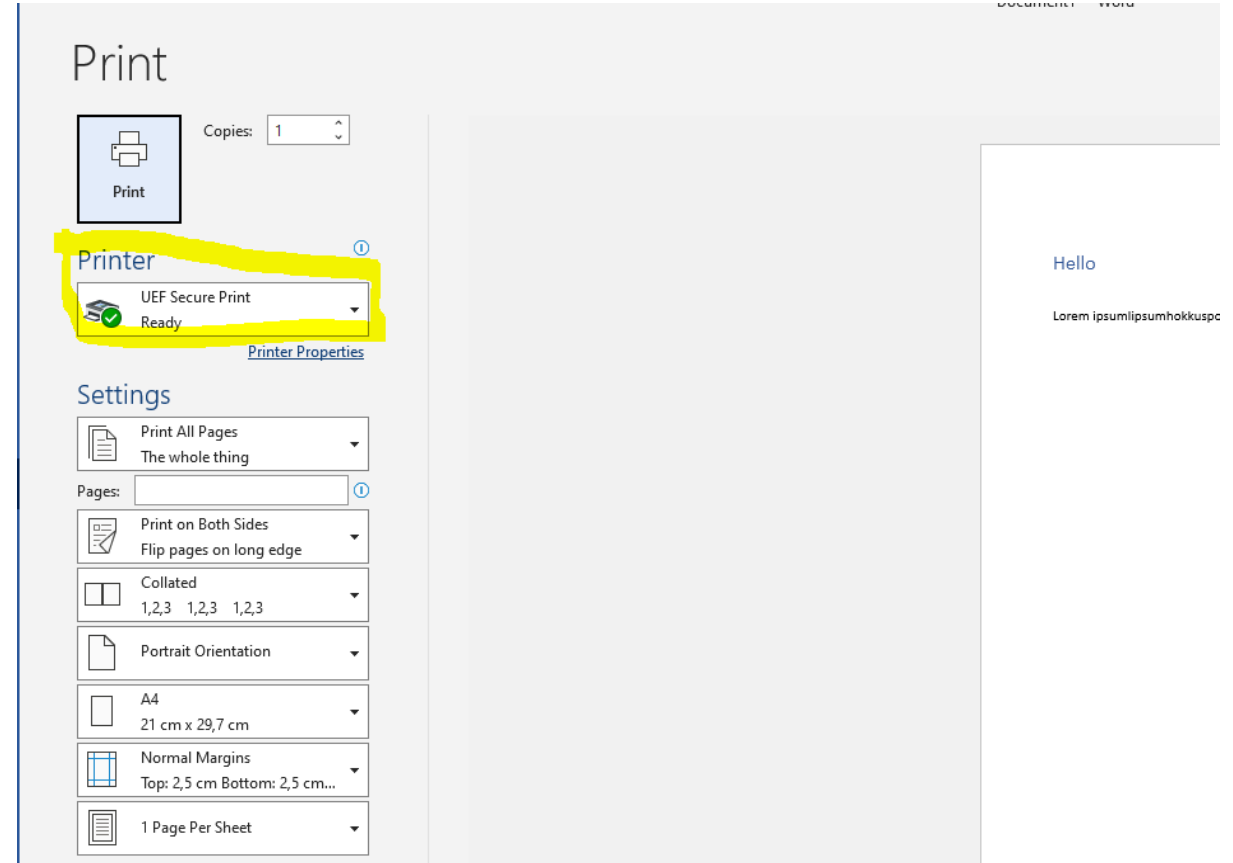 Document1 Word
Print
Copies: 1
Print
Printer
UEF Secure Print
Ready
Printer Properties
Settings
Print All Pages
The whole thing
Pages:
Print on Both Sides
Flip pages on long edge
Collated
1,2,3 1,2,3 1,2,3
Portrait Orientation
A4
21 cm x 29,7 cm
Normal Margins
Top: 2,5 cm Bottom: 2,5 cm...
1 Page Per Sheet
Hello
Lorem ipsumlipsumhokkuspo